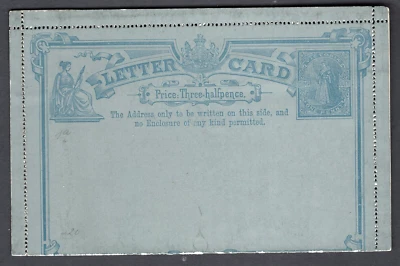 LETTER CARD
Price: Three-halfpence.
The Address only to be written on this side, and
no Enclosure of any kind permitted.